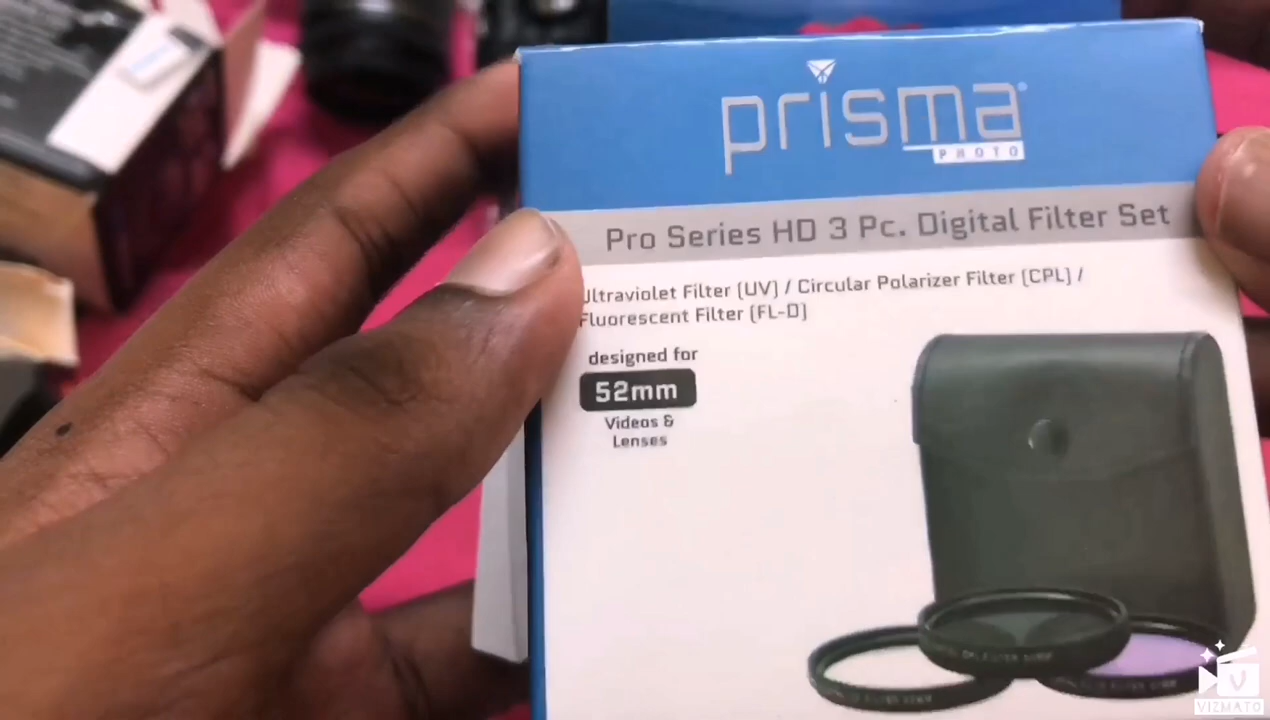 prisma
PHOTO
Pro Series HD 3 Pc. Digital Filter Set
Ultraviolet Filter (UV) / Circular Polarizer Filter (CPL) /
Fluorescent Filter (FL-D)
designed for
52mm
Videos &
Lenses
VIZMATO